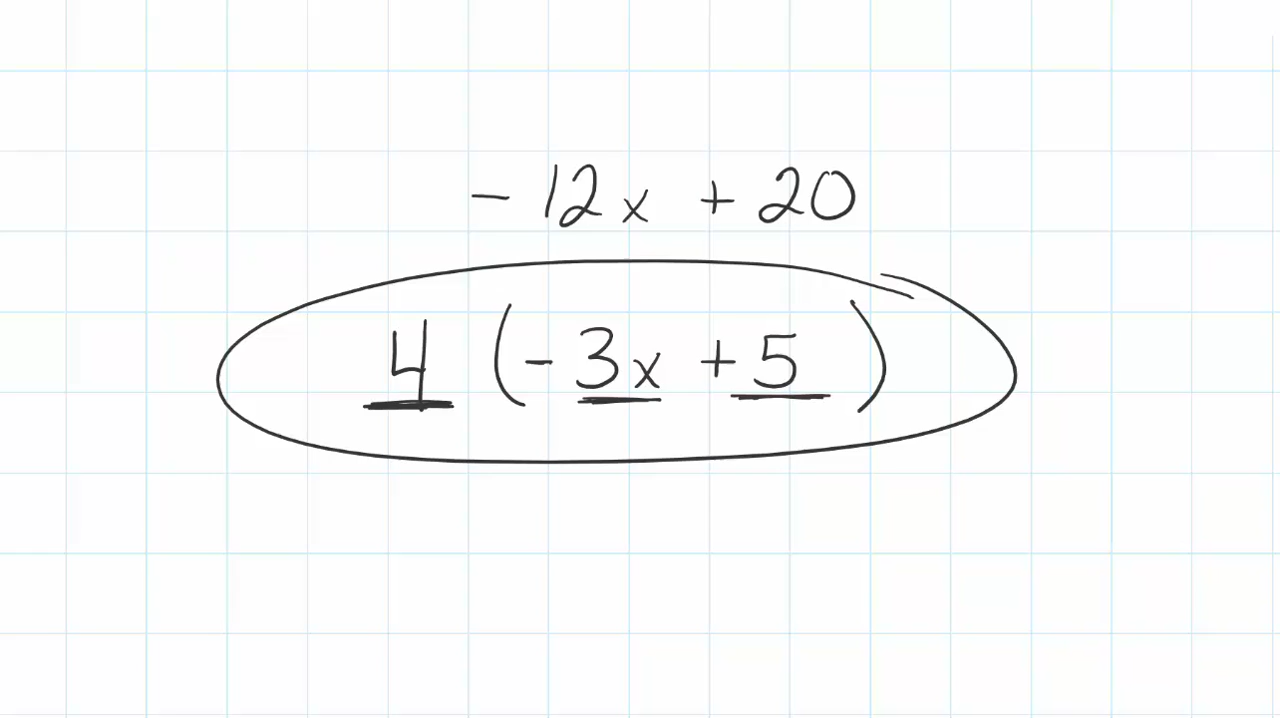 - 12x + 20
4 (- 3x + 5)